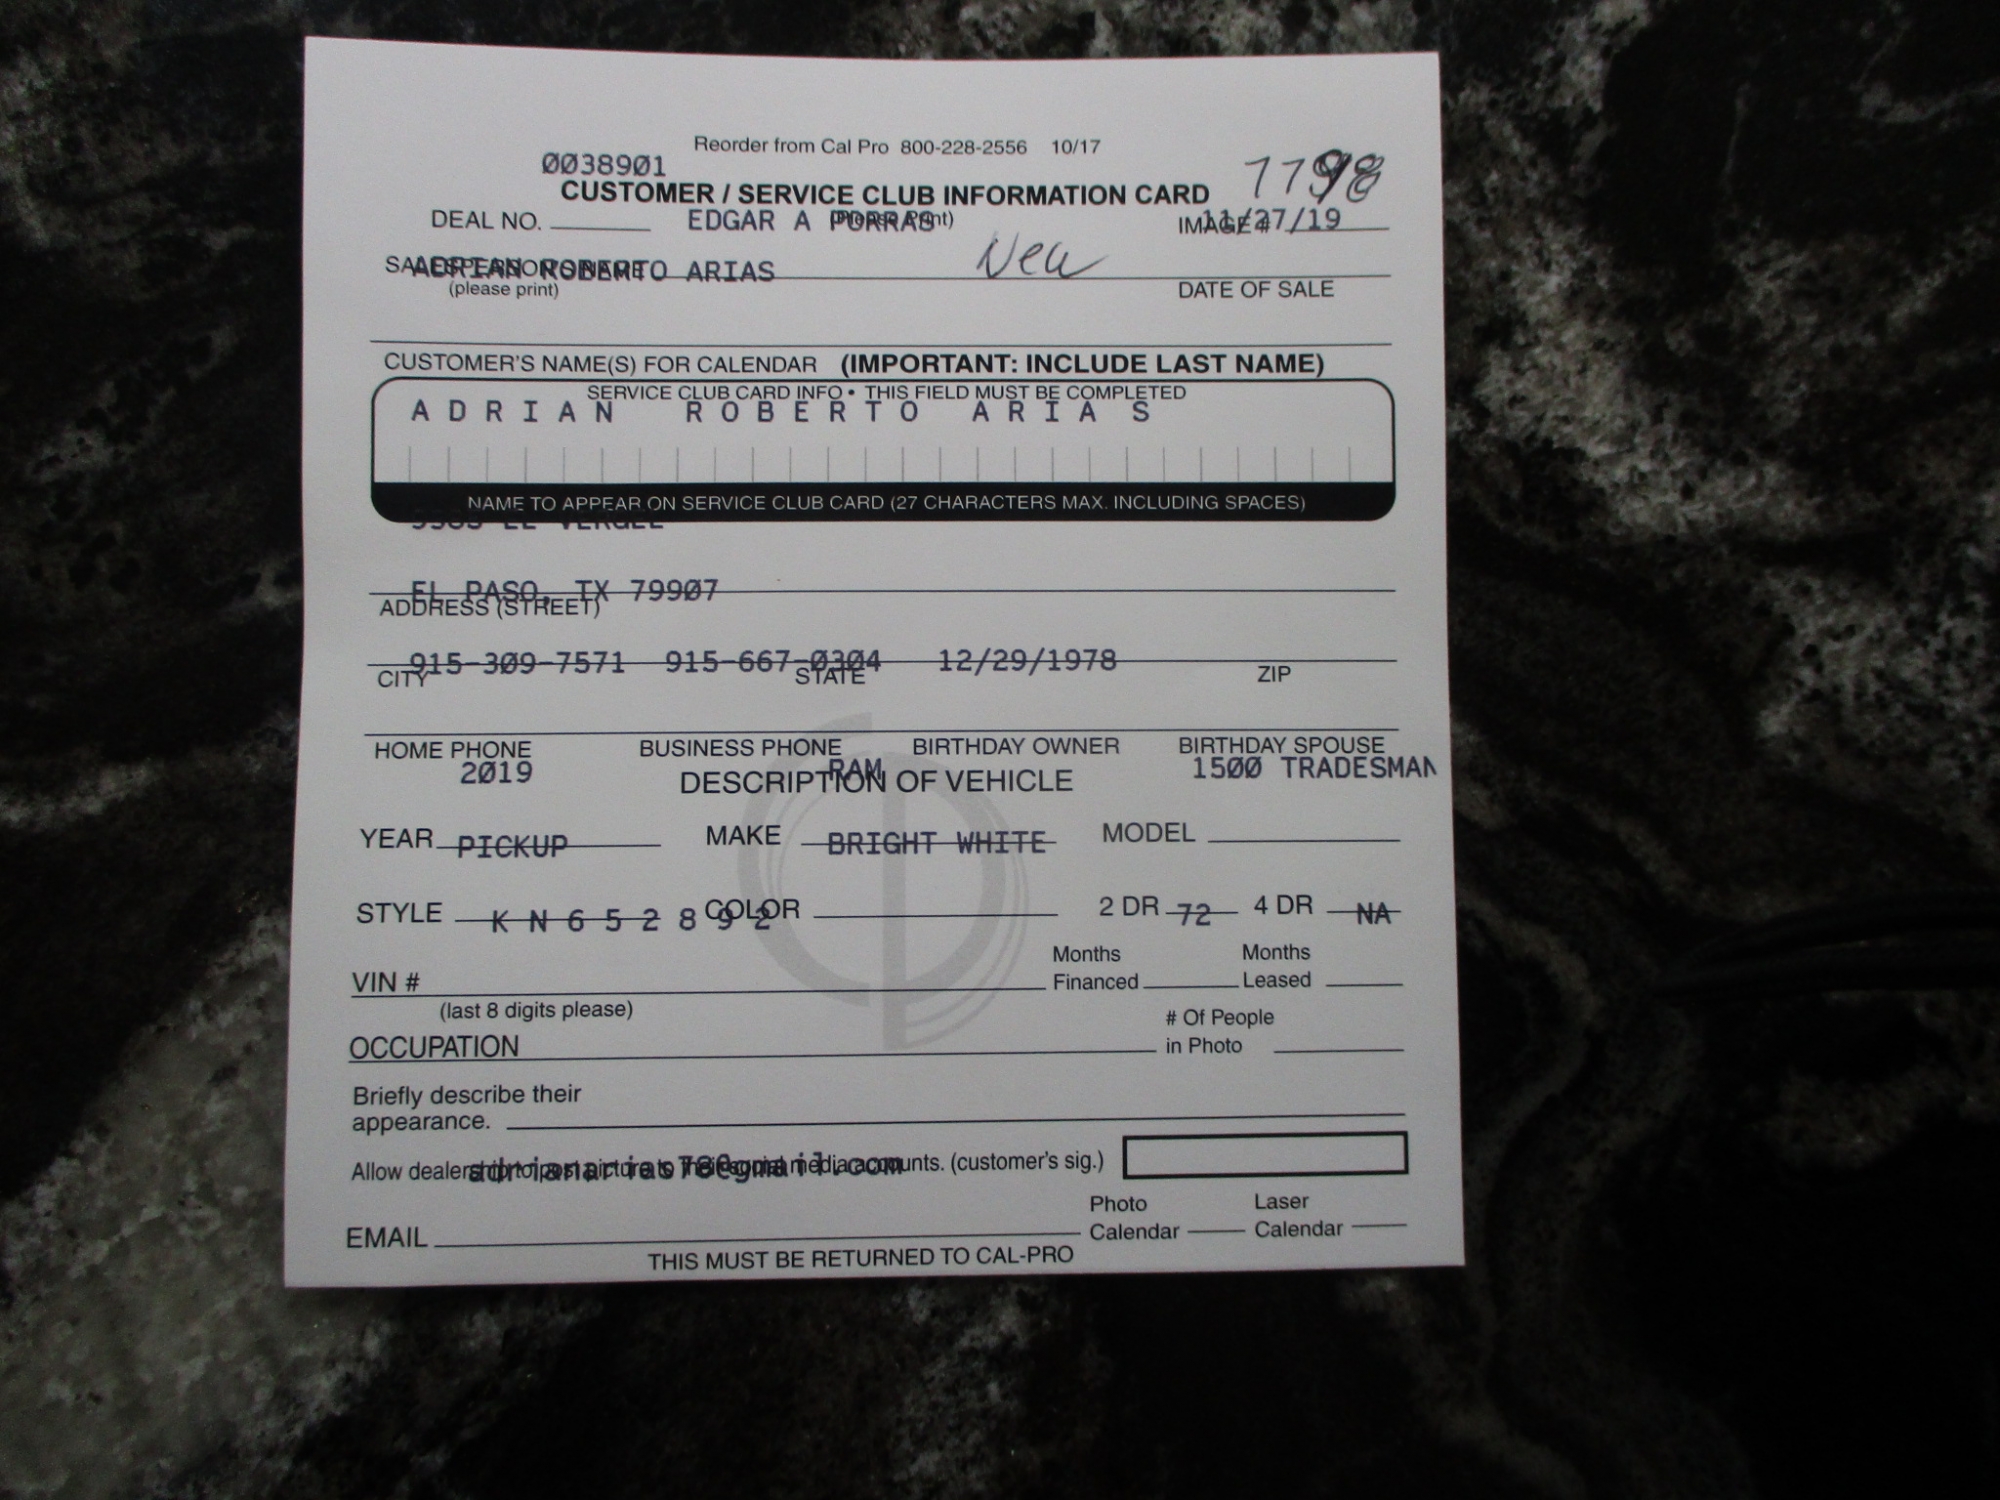 Reorder from Cal Pro 800-228-2556 10/17
0038901
CUSTOMER / SERVICE CLUB INFORMATION CARD
(Please Print)
DEAL NO. EDGAR A PORRAS IMAGE # 11/27/19
SALESPERSON'S NAME ADRIAN ROBERTO ARIAS New
(please print) DATE OF SALE
CUSTOMER'S NAME(S) FOR CALENDAR (IMPORTANT: INCLUDE LAST NAME)
SERVICE CLUB CARD INFO • THIS FIELD MUST BE COMPLETED
ADRIAN ROBERTO ARIAS
NAME TO APPEAR ON SERVICE CLUB CARD (27 CHARACTERS MAX. INCLUDING SPACES)
EL
EL PASO, TX 79907
ADDRESS (STREET)
915-309-7571 915-667-0304 12/29/1978
CITY STATE ZIP
HOME PHONE BUSINESS PHONE BIRTHDAY OWNER BIRTHDAY SPOUSE
2019 RAM 1500 TRADESMAN
DESCRIPTION OF VEHICLE
YEAR PICKUP MAKE BRIGHT WHITE MODEL
STYLE KN652892 COLOR 2 DR 72 4 DR NA
Months Months
VIN # Financed Leased
(last 8 digits please)
# Of People
OCCUPATION in Photo
Briefly describe their
appearance.
Allow dealership to post picture to their social media accounts. (customer's sig.)
adrianarias78@gmail.com
Photo Laser
EMAIL Calendar Calendar
THIS MUST BE RETURNED TO CAL-PRO